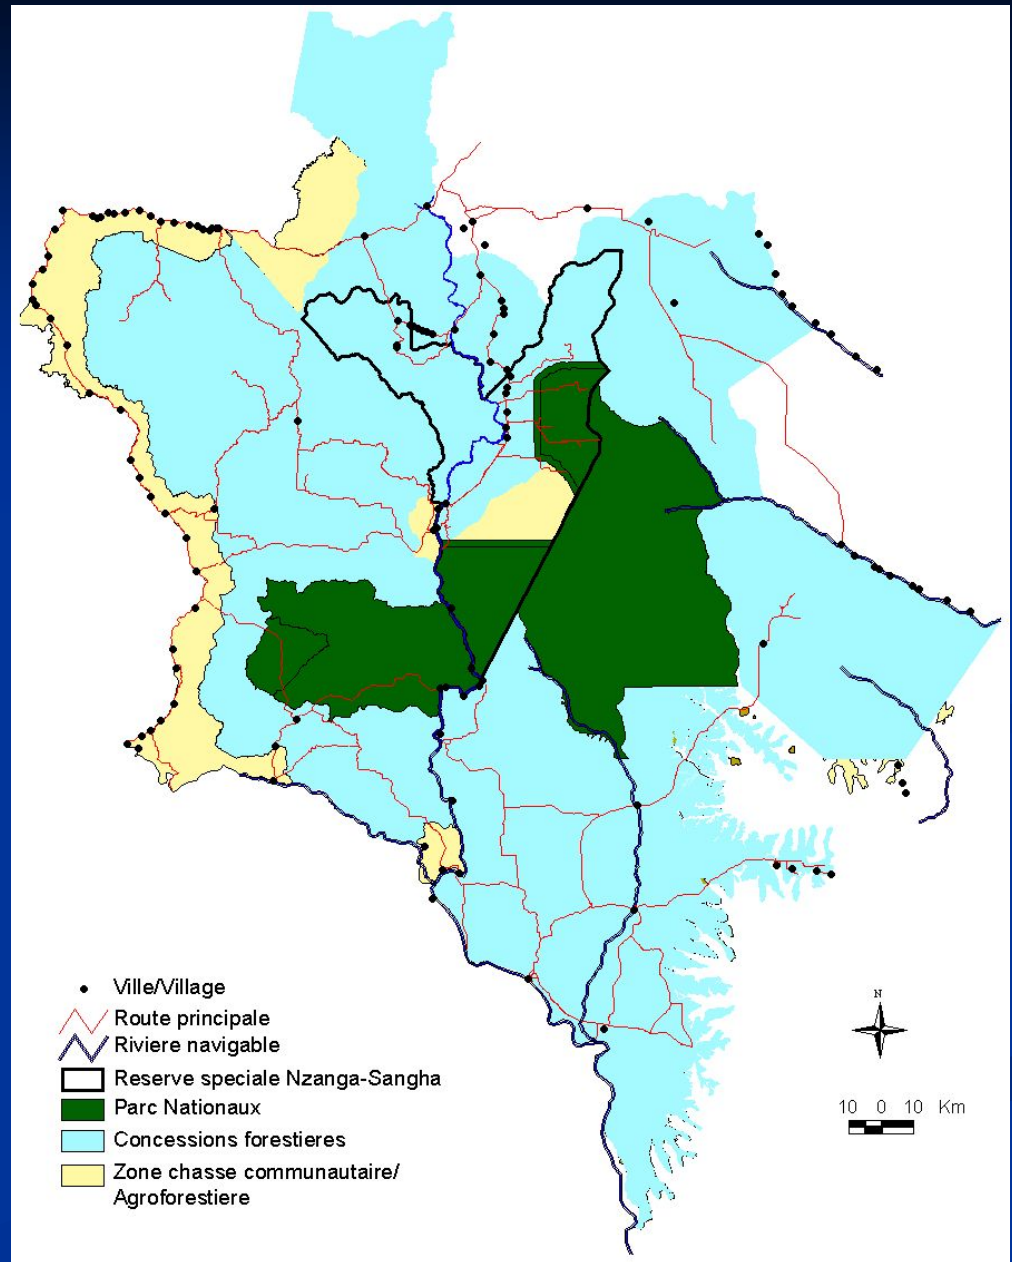 Ville/Village
Route principale
Riviere navigable
Reserve speciale Nzanga-Sangha
Parc Nationaux
Concessions forestieres
Zone chasse communautaire/
Agroforestiere
N
10 0 10 Km